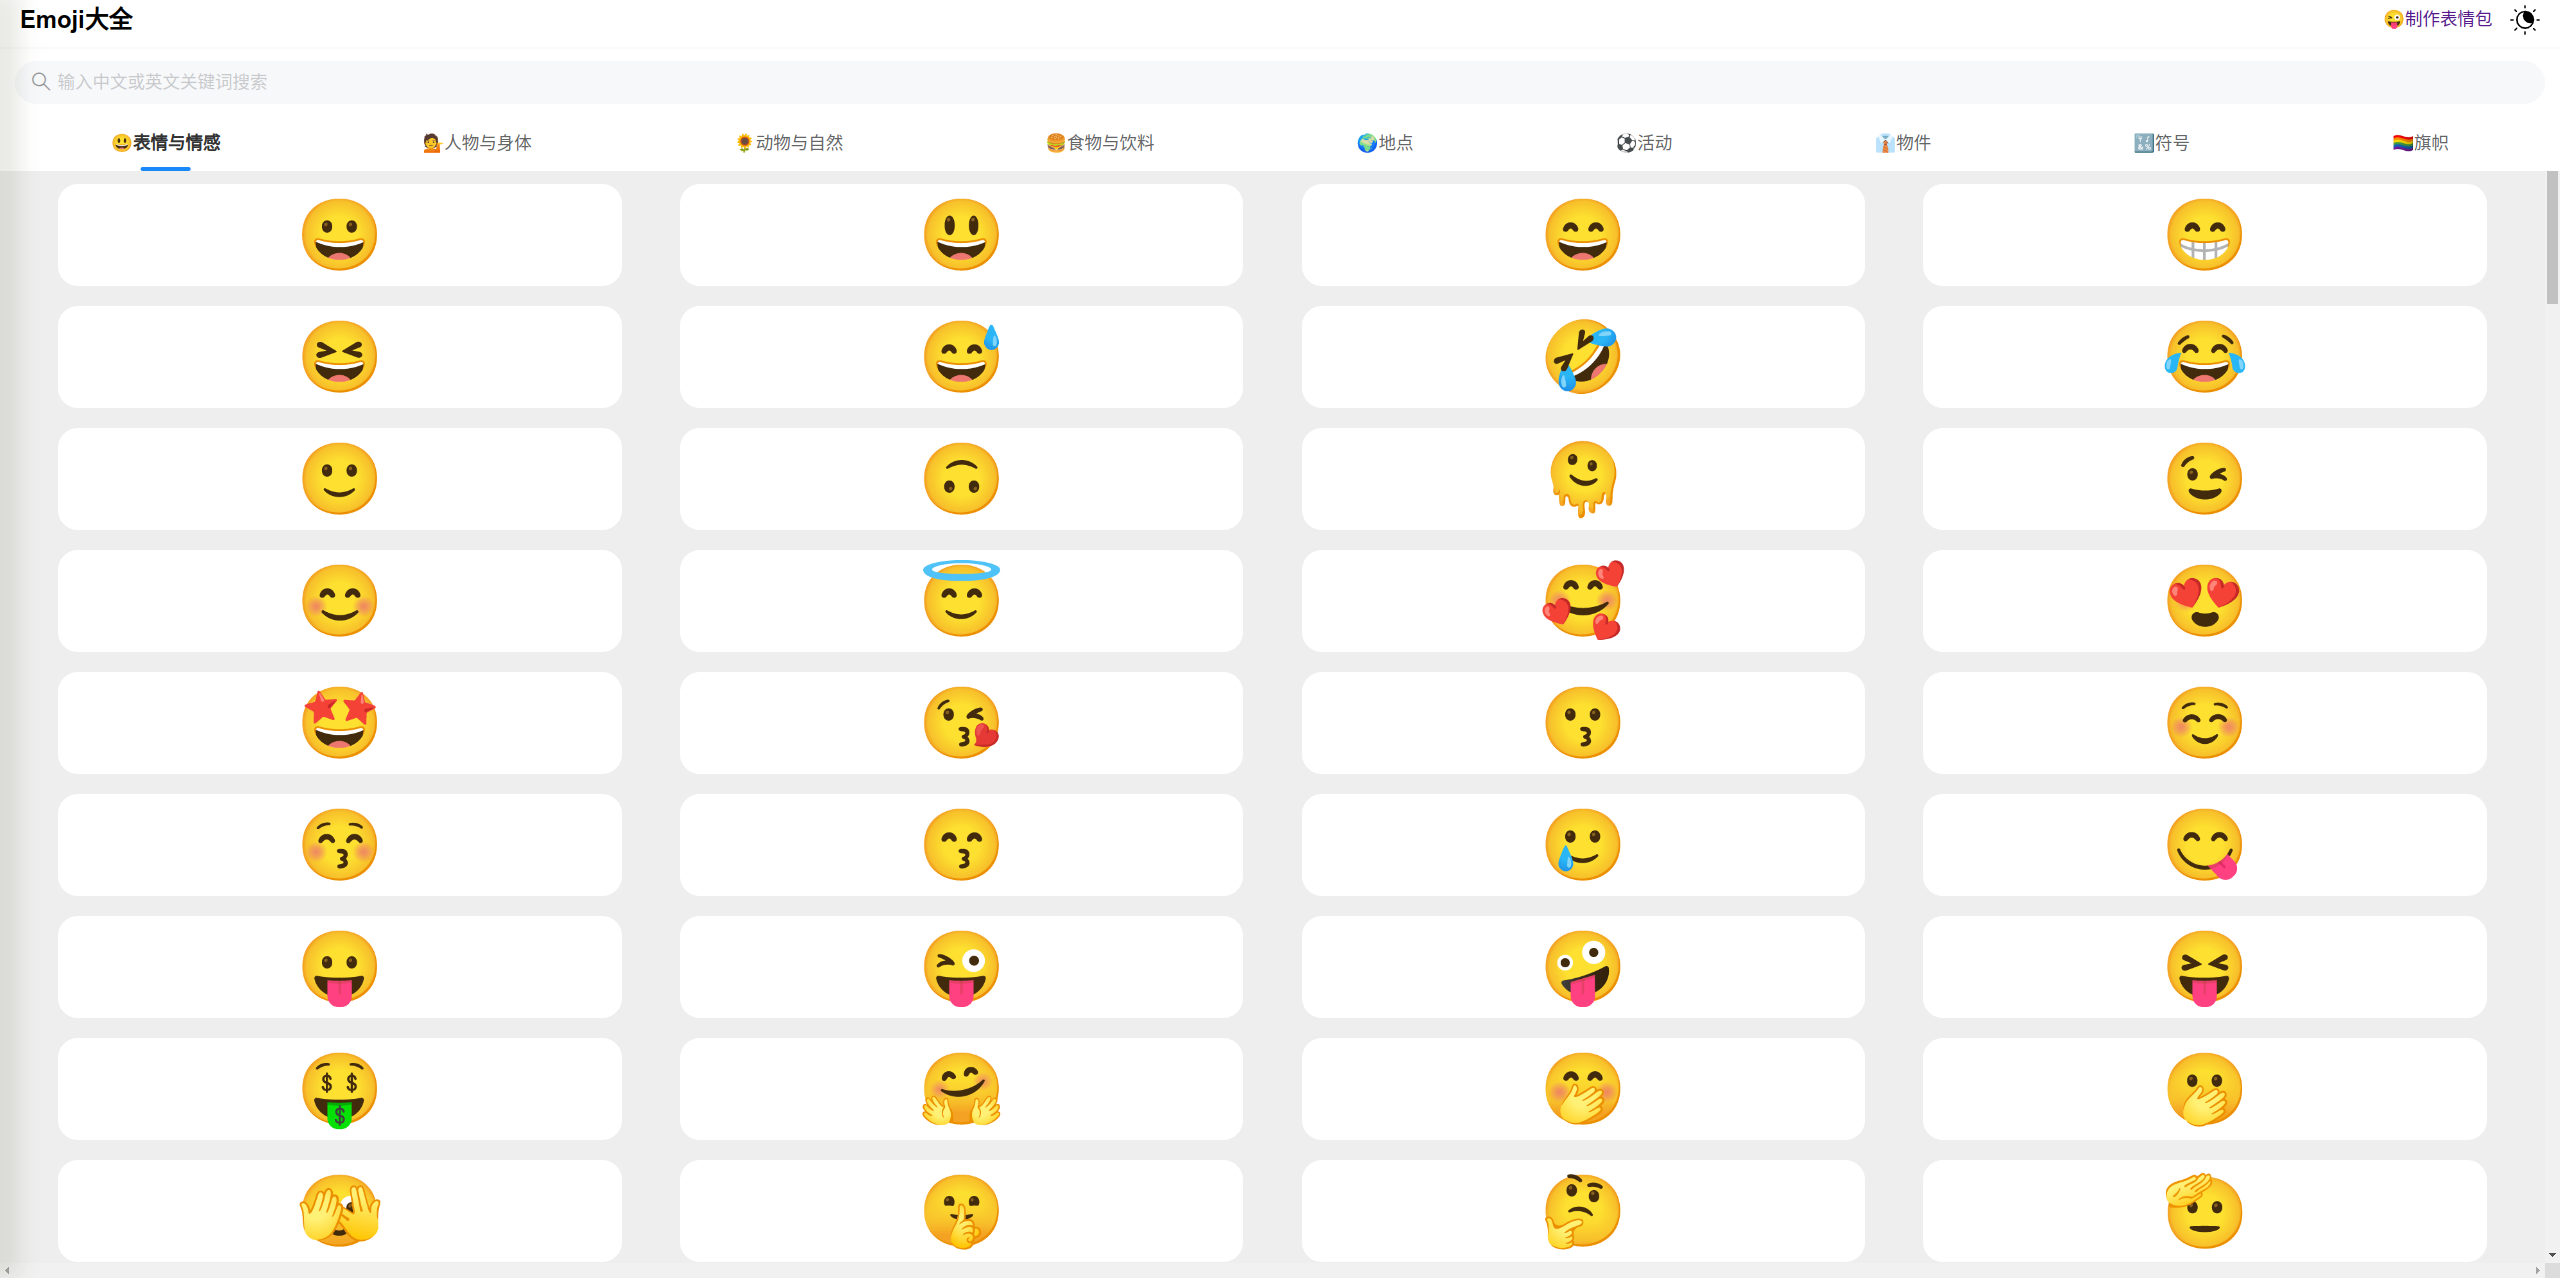 Emoji大全
😜制作表情包
输入中文或英文关键词搜索
😃表情与情感
💁人物与身体
🌻动物与自然
🍔食物与饮料
🌍地点
⚽活动
👔物件
🔣符号
🏳️‍🌈旗帜